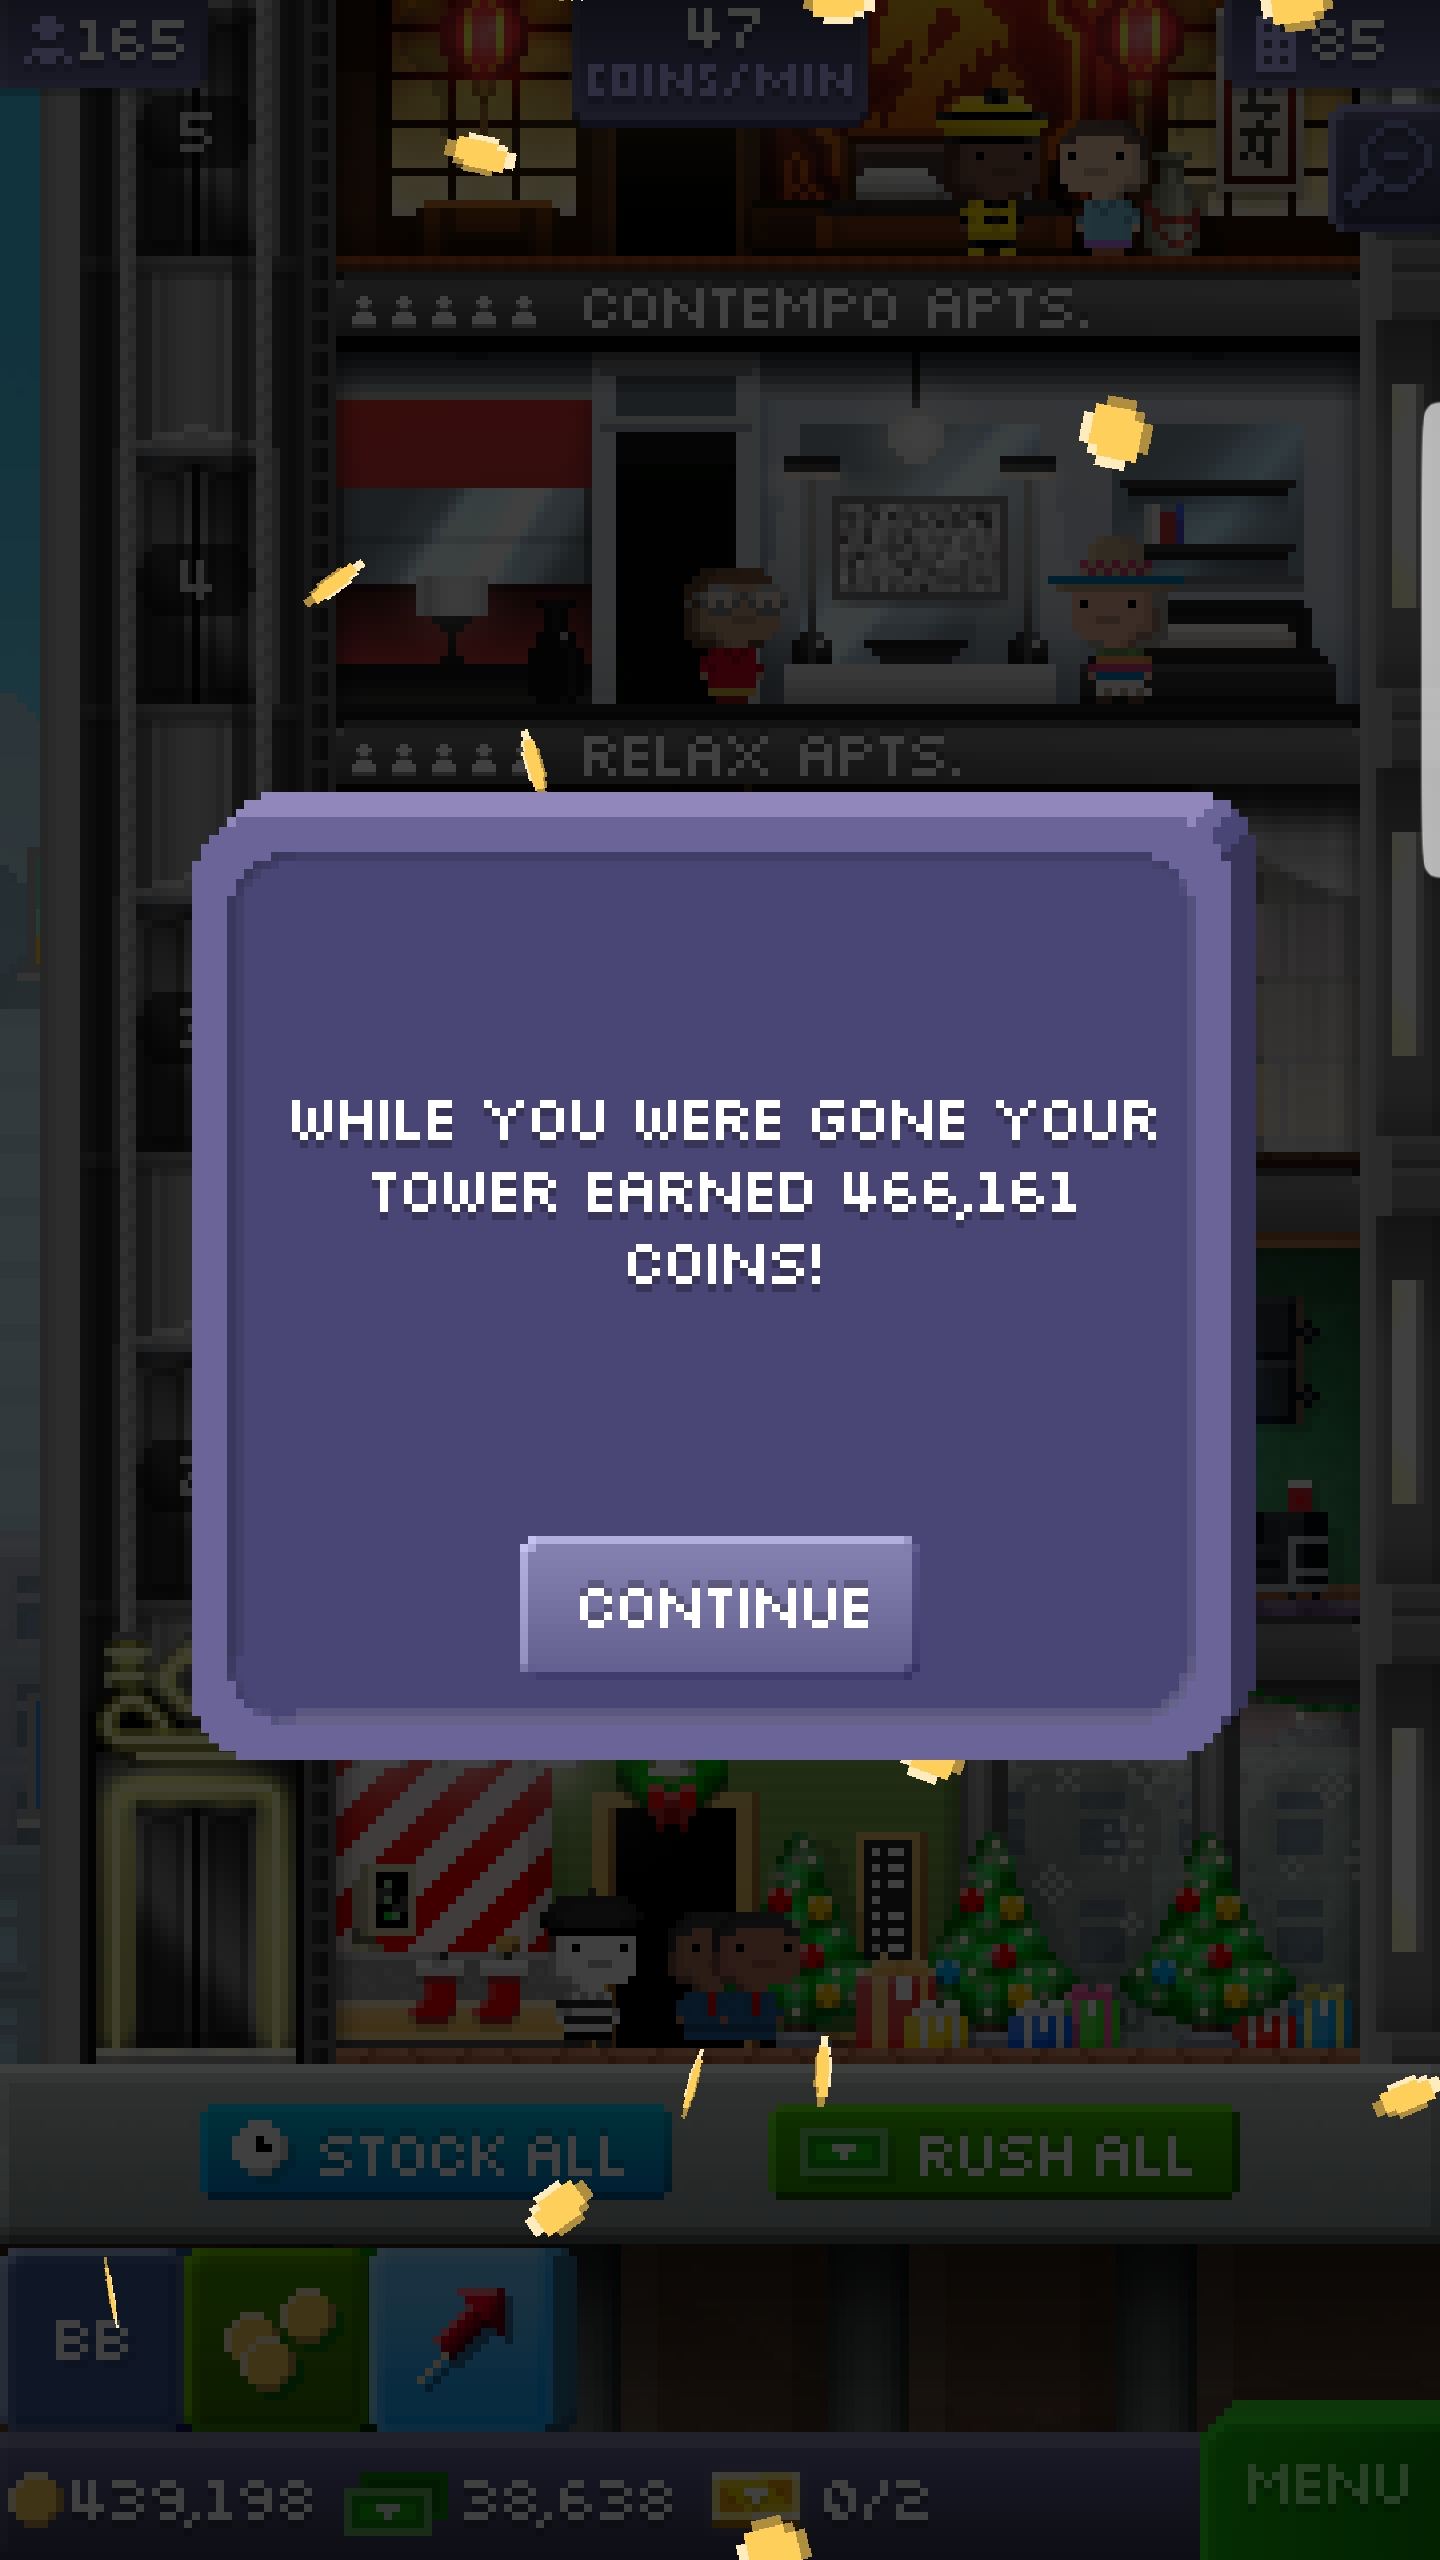 165
47
COINS/MIN
85
5
CONTEMPO APTS.
4
RELAX APTS.
WHILE YOU WERE GONE YOUR
TOWER EARNED 466,161
COINS!
CONTINUE
STOCK ALL
RUSH ALL
BB
439,198
38,638
0/2
MENU